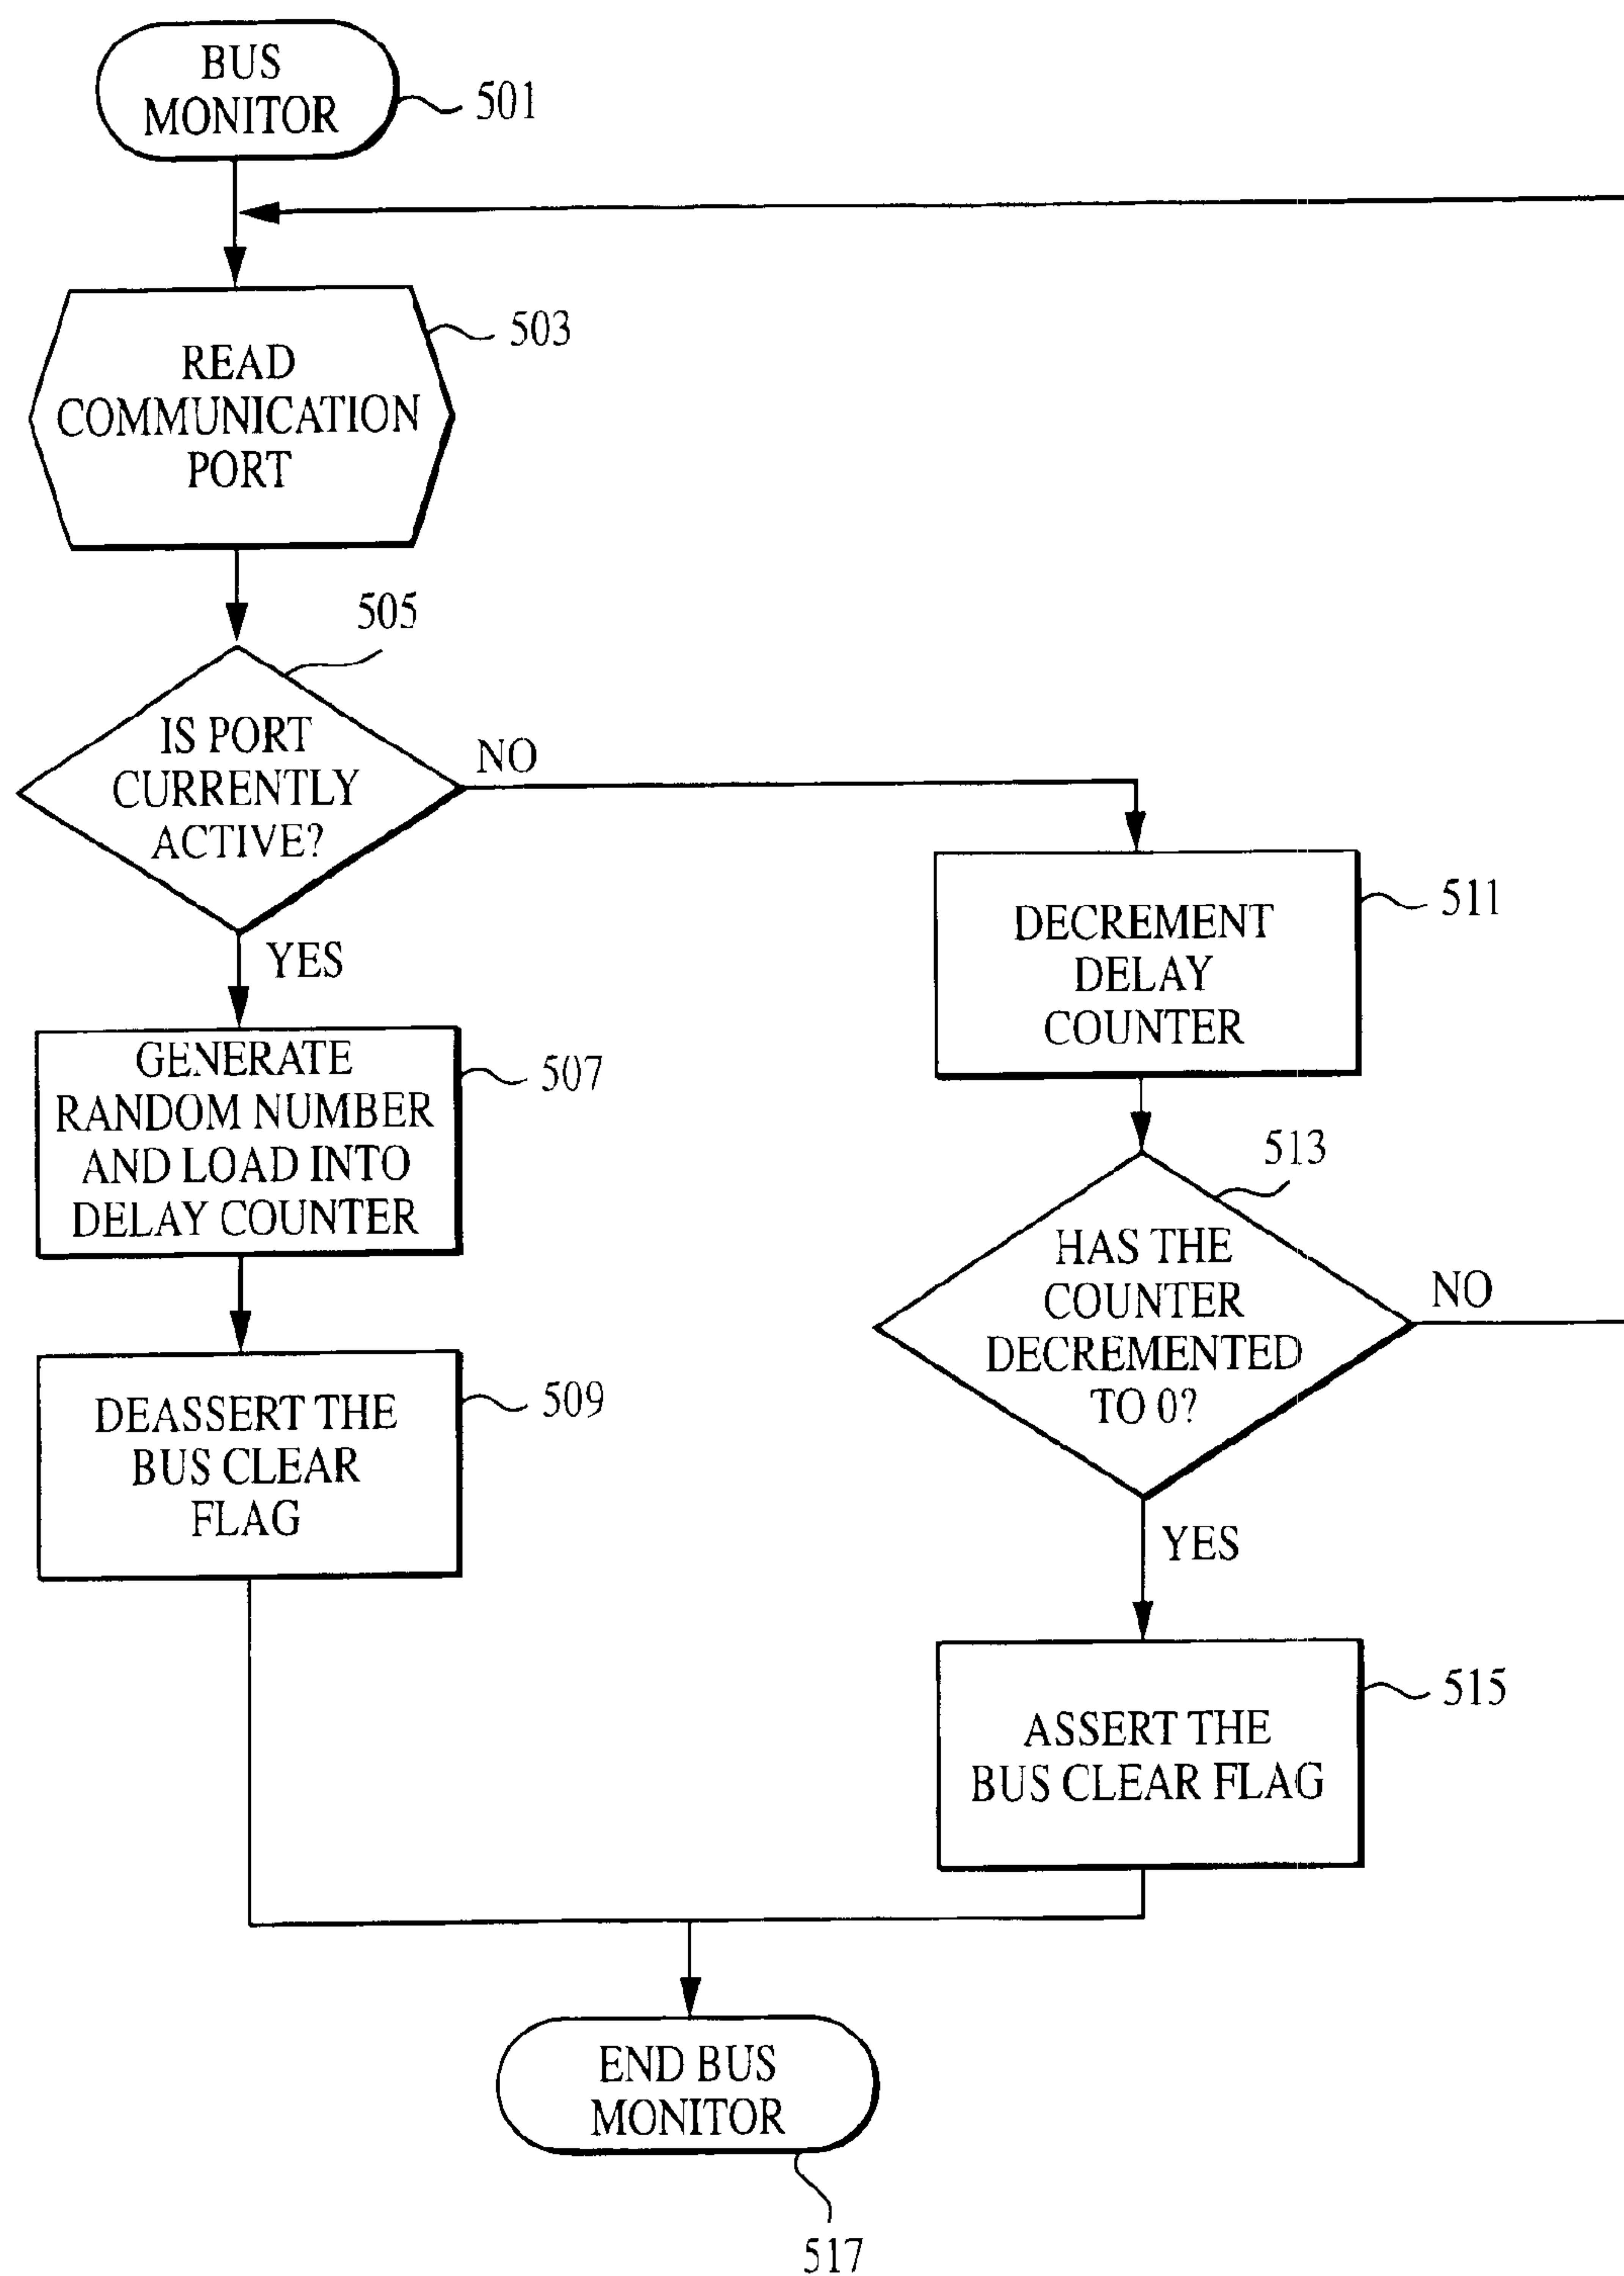 BUS
MONITOR
501
READ
COMMUNICATION
PORT
503
505
IS PORT
CURRENTLY
ACTIVE?
NO
YES
GENERATE
RANDOM NUMBER
AND LOAD INTO
DELAY COUNTER
507
DEASSERT THE
BUS CLEAR
FLAG
509
DECREMENT
DELAY
COUNTER
511
513
HAS THE
COUNTER
DECREMENTED
TO 0?
NO
YES
ASSERT THE
BUS CLEAR FLAG
515
END BUS
MONITOR
517